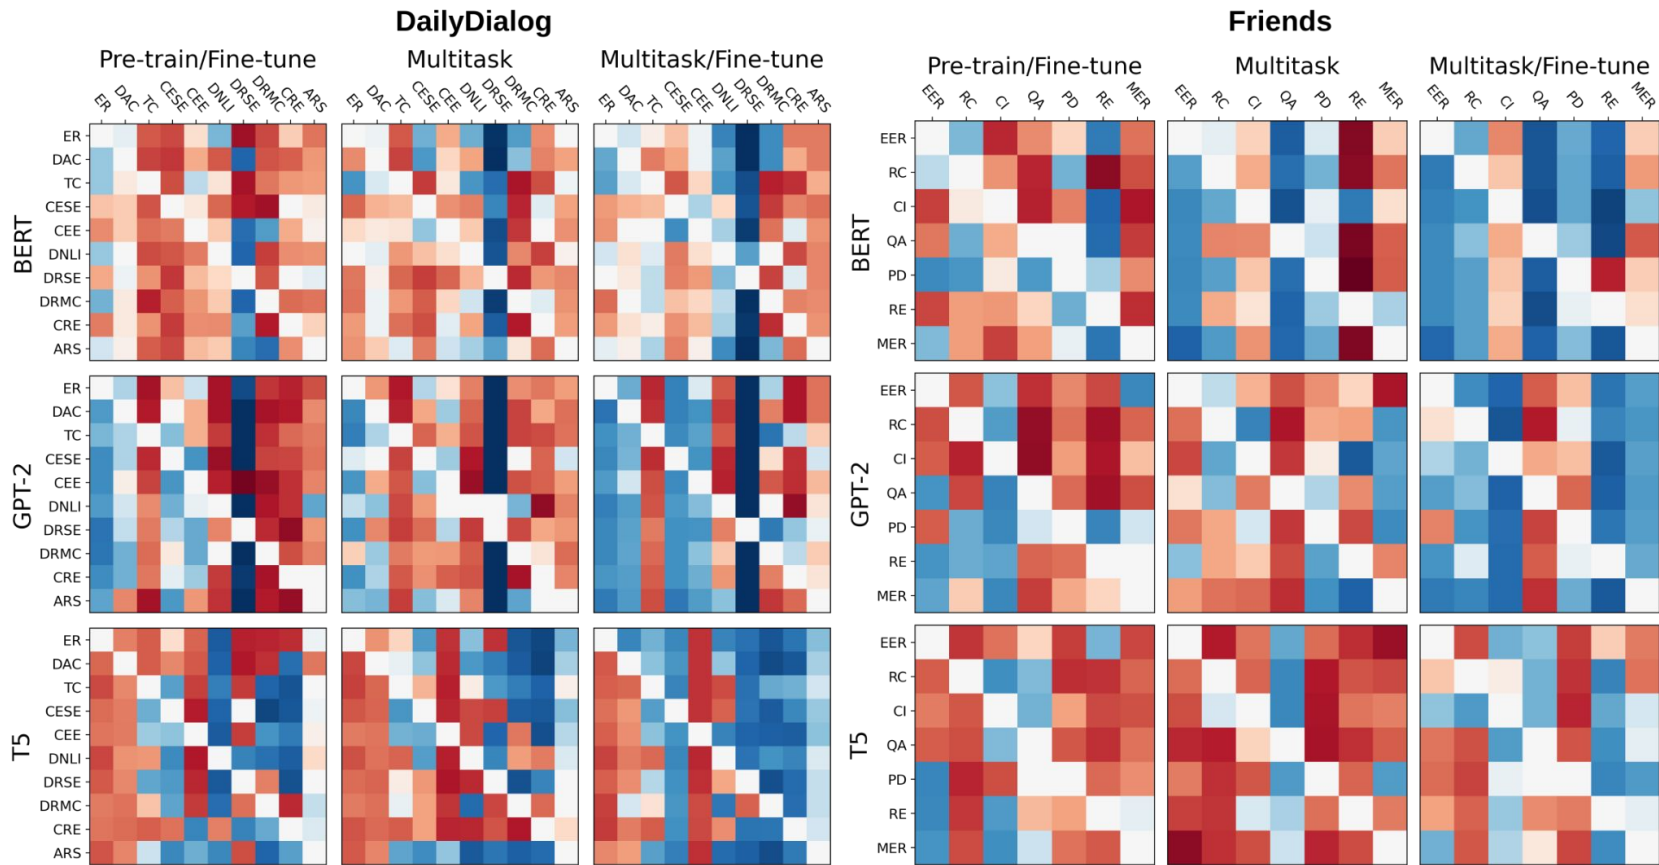 DailyDialog
Pre-train/Fine-tune Multitask Multitask/Fine-tune
ER DAC TC CESE CEE DNLI DRSE DRMC CRE ARS ER DAC TC CESE CEE DNLI DRSE DRMC CRE ARS ER DAC TC CESE CEE DNLI DRSE DRMC CRE ARS
BERT
ER
DAC
TC
CESE
CEE
DNLI
DRSE
DRMC
CRE
ARS
GPT-2
ER
DAC
TC
CESE
CEE
DNLI
DRSE
DRMC
CRE
ARS
T5
ER
DAC
TC
CESE
CEE
DNLI
DRSE
DRMC
CRE
ARS
Friends
Pre-train/Fine-tune Multitask Multitask/Fine-tune
EER RC CI QA PD RE MER EER RC CI QA PD RE MER EER RC CI QA PD RE MER
BERT
EER
RC
CI
QA
PD
RE
MER
GPT-2
EER
RC
CI
QA
PD
RE
MER
T5
EER
RC
CI
QA
PD
RE
MER